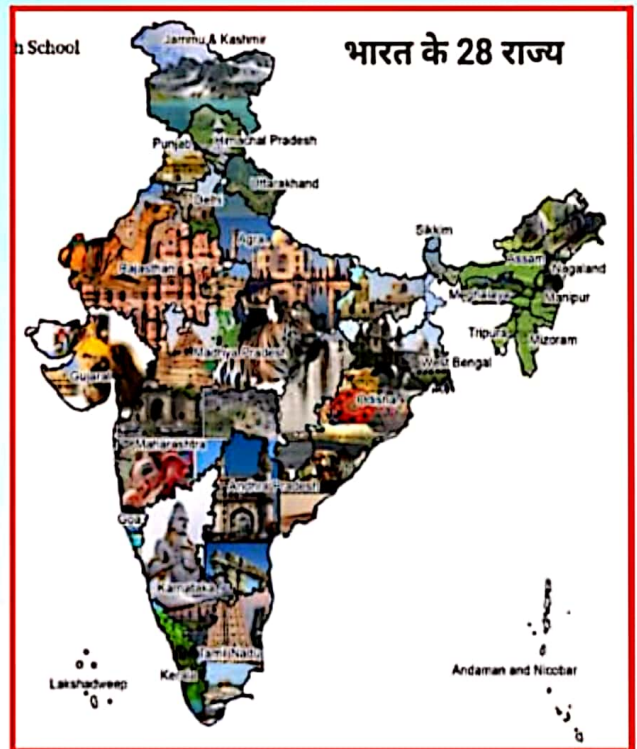 h School
भारत के 28 राज्य
Jammu & Kashmir
Punjab
Himachal Pradesh
Uttarakhand
Delhi
Agra
Rajasthan
Sikkim
Assam
Nagaland
Meghalaya
Manipur
Tripura
Mizoram
Gujarat
Madhya Pradesh
West Bengal
Odisha
Maharashtra
Andhra Pradesh
Goa
Karnataka
Tamil Nadu
Kerala
Lakshadweep
Andaman and Nicobar